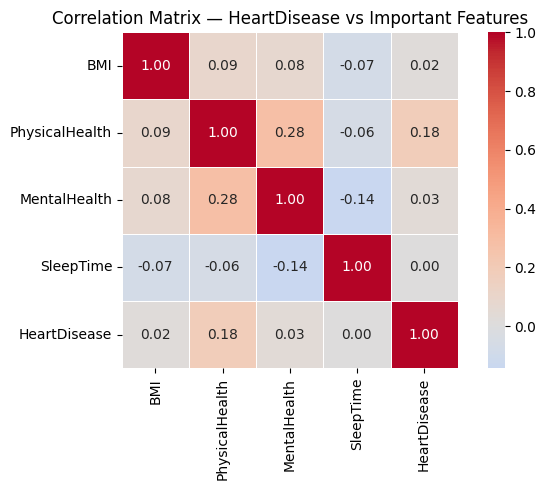 Correlation Matrix — HeartDisease vs Important Features
BMI 1.00 0.09 0.08 -0.07 0.02
PhysicalHealth 0.09 1.00 0.28 -0.06 0.18
MentalHealth 0.08 0.28 1.00 -0.14 0.03
SleepTime -0.07 -0.06 -0.14 1.00 0.00
HeartDisease 0.02 0.18 0.03 0.00 1.00
BMI
PhysicalHealth
MentalHealth
SleepTime
HeartDisease
1.0
0.8
0.6
0.4
0.2
0.0